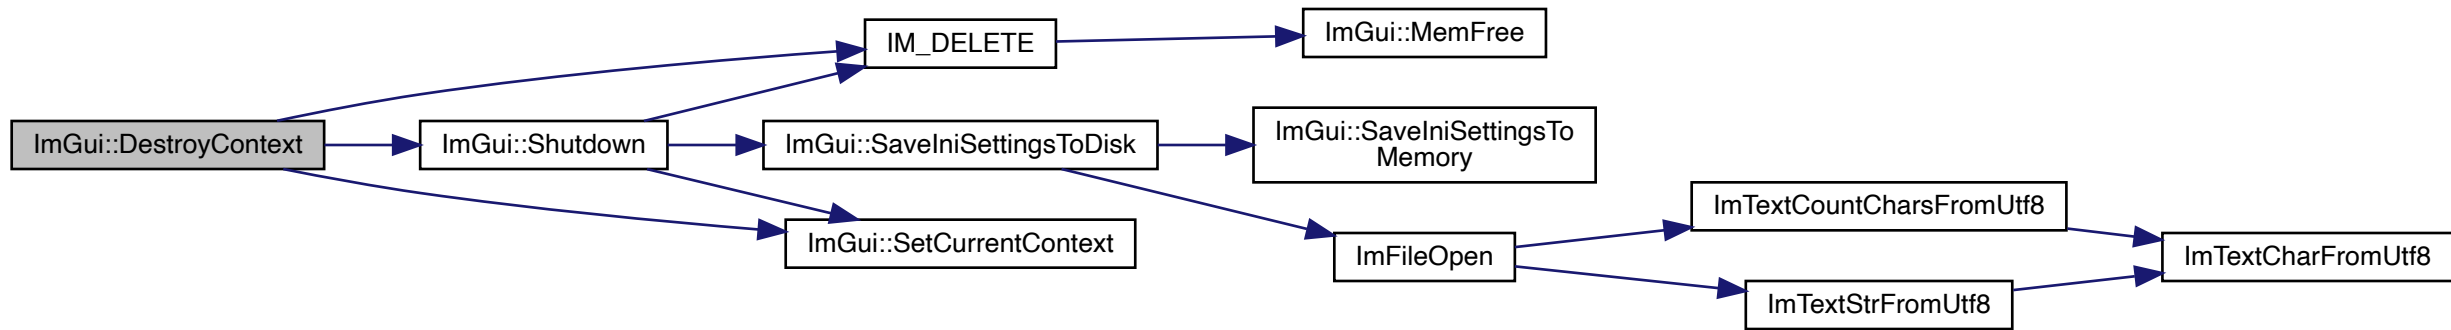 ImGui::DestroyContext
ImGui::Shutdown
IM_DELETE
ImGui::MemFree
ImGui::SaveIniSettingsToDisk
ImGui::SaveIniSettingsTo
Memory
ImGui::SetCurrentContext
ImFileOpen
ImTextCountCharsFromUtf8
ImTextStrFromUtf8
ImTextCharFromUtf8